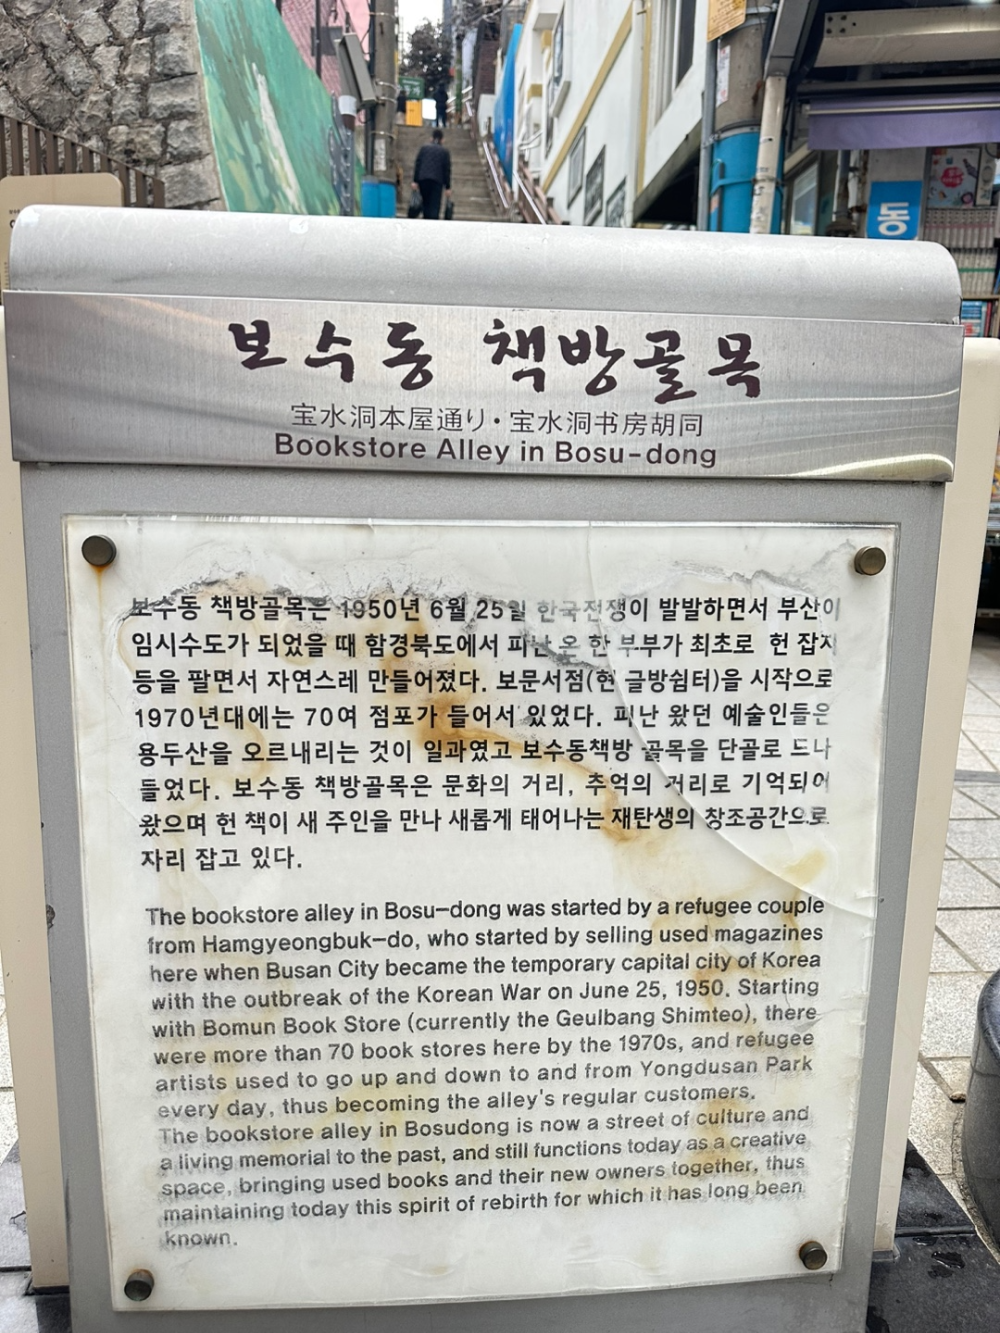 동
보수동 책방골목
宝水洞本屋通り・宝水洞书房胡同
Bookstore Alley in Bosu-dong
보수동 책방골목은 1950년 6월 25일 한국전쟁이 발발하면서 부산이
임시수도가 되었을 때 함경북도에서 피난 온 한 부부가 최초로 헌 잡지
등을 팔면서 자연스레 만들어졌다. 보문서점(현 글방쉼터)을 시작으로
1970년대에는 70여 점포가 들어서 있었다. 피난 왔던 예술인들은
용두산을 오르내리는 것이 일과였고 보수동책방 골목을 단골로 드나
들었다. 보수동 책방골목은 문화의 거리, 추억의 거리로 기억되어
왔으며 헌 책이 새 주인을 만나 새롭게 태어나는 재탄생의 창조공간으로
자리 잡고 있다.
The bookstore alley in Bosu-dong was started by a refugee couple
from Hamgyeongbuk-do, who started by selling used magazines
here when Busan City became the temporary capital city of Korea
with the outbreak of the Korean War on June 25, 1950. Starting
with Bomun Book Store (currently the Geulbang Shimteo), there
were more than 70 book stores here by the 1970s, and refugee
artists used to go up and down to and from Yongdusan Park
every day, thus becoming the alley's regular customers.
The bookstore alley in Bosudong is now a street of culture and
a living memorial to the past, and still functions today as a creative
space, bringing used books and their new owners together, thus
maintaining today this spirit of rebirth for which it has long been
known.